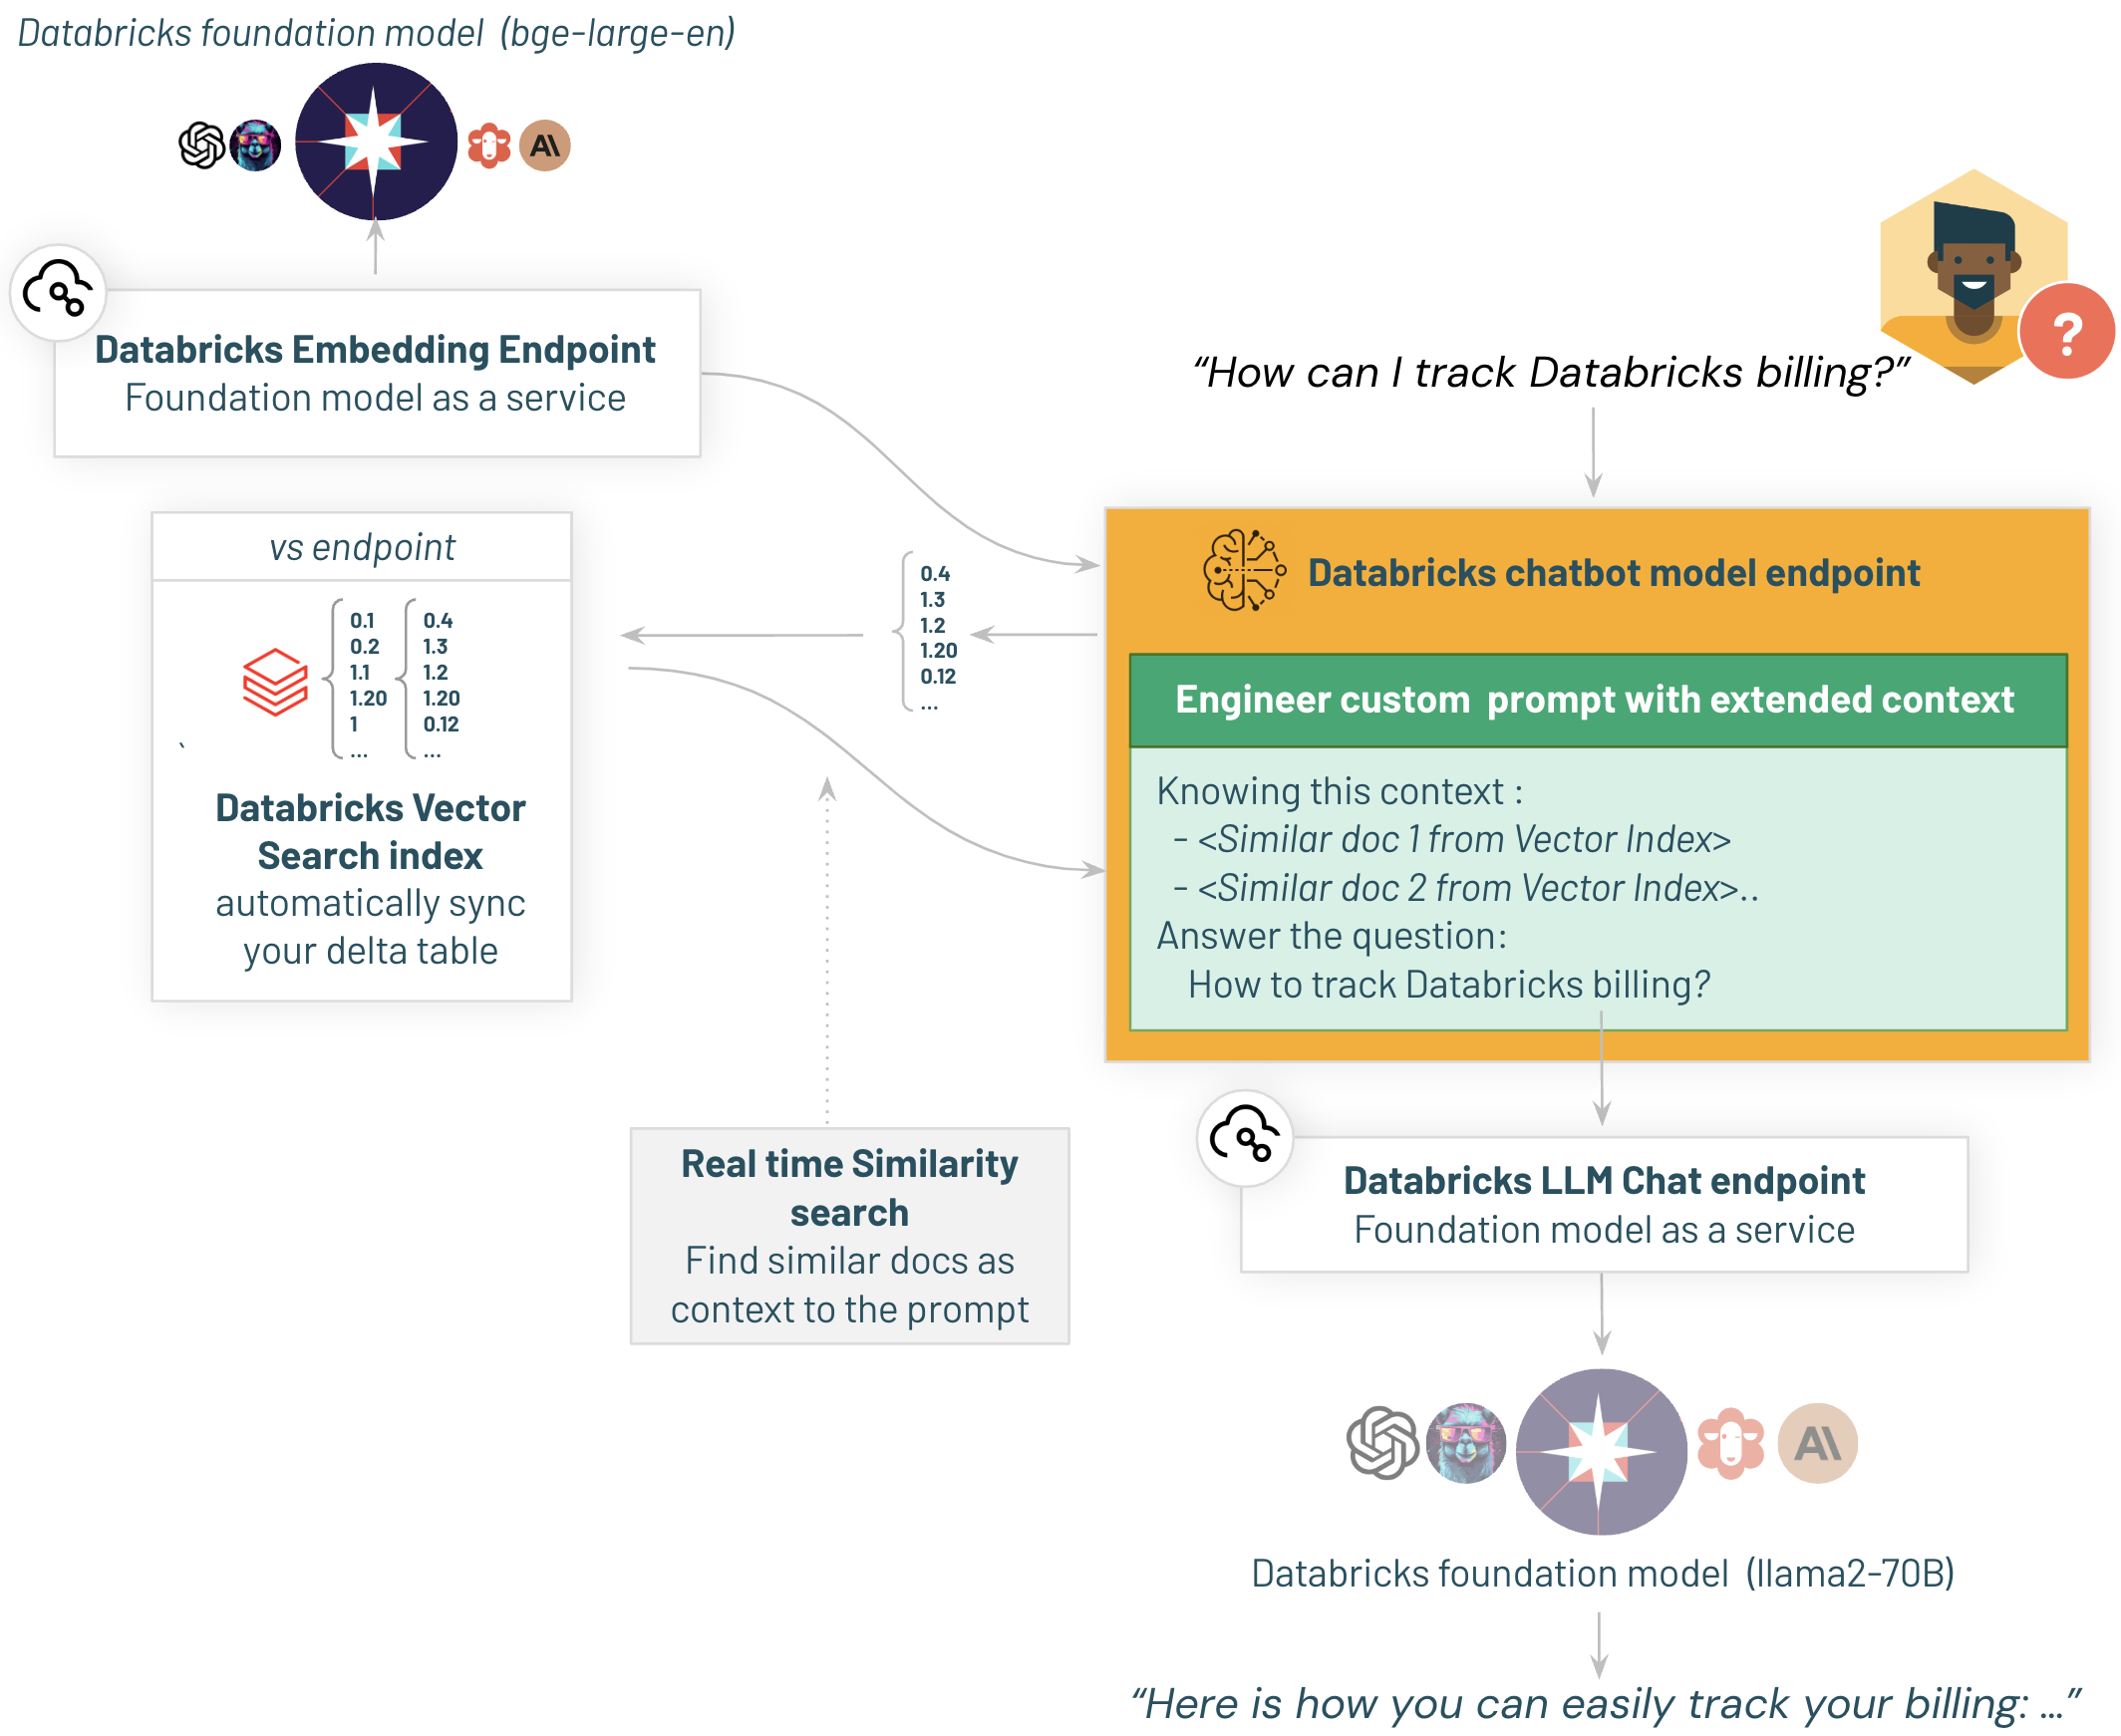 Databricks foundation model (bge-large-en)
Databricks Embedding Endpoint
Foundation model as a service
“How can I track Databricks billing?”
?
vs endpoint
0.1
0.2
1.1
1.20
1
...
0.4
1.3
1.2
1.20
0.12
...
`
Databricks Vector
Search index
automatically sync
your delta table
0.4
1.3
1.2
1.20
0.12
...
Databricks chatbot model endpoint
Engineer custom prompt with extended context
Knowing this context :
- <Similar doc 1 from Vector Index>
- <Similar doc 2 from Vector Index>..
Answer the question:
How to track Databricks billing?
Real time Similarity
search
Find similar docs as
context to the prompt
Databricks LLM Chat endpoint
Foundation model as a service
Databricks foundation model (llama2-70B)
“Here is how you can easily track your billing: ...”